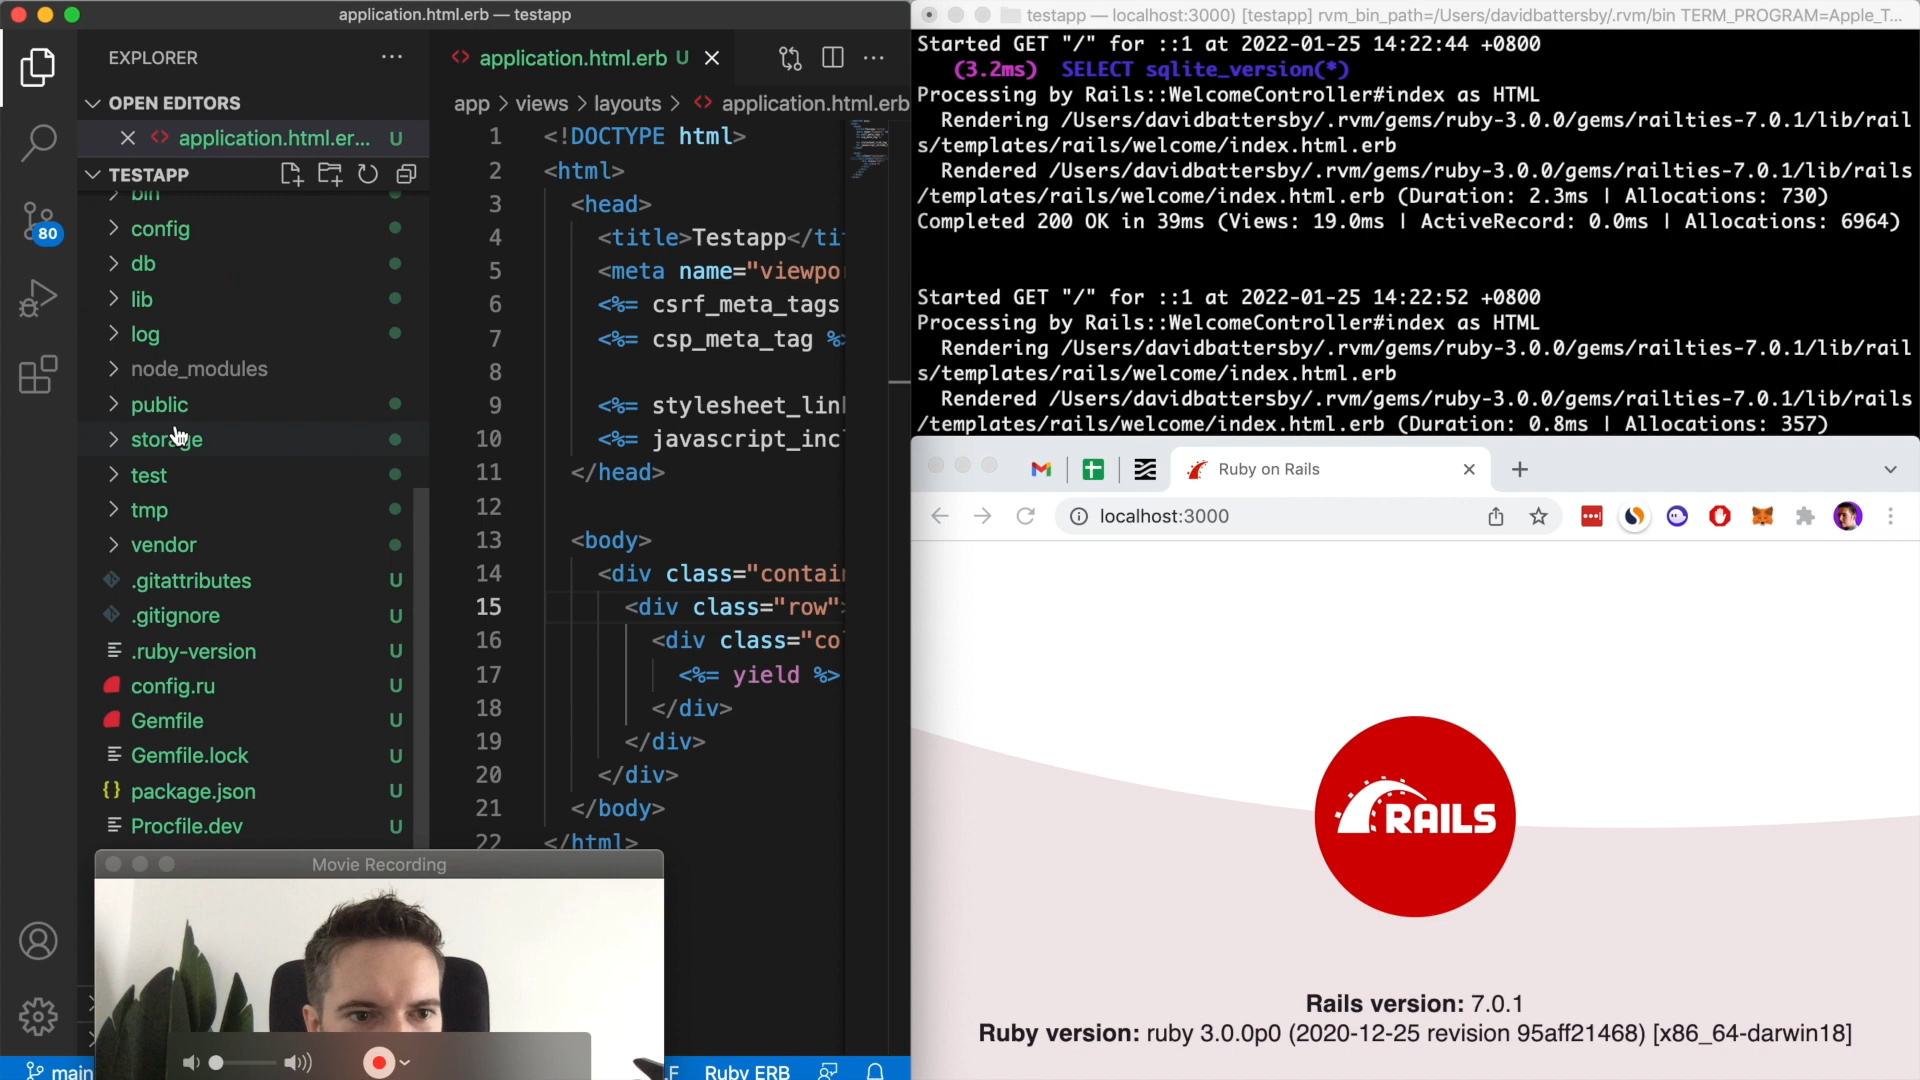 application.html.erb — testapp
EXPLORER
OPEN EDITORS
application.html.er... U
TESTAPP
bin
config
db
lib
log
node_modules
public
storage
test
tmp
vendor
.gitattributes U
.gitignore U
.ruby-version U
config.ru U
Gemfile U
Gemfile.lock U
package.json U
Procfile.dev U
80
main
application.html.erb U
app > views > layouts > application.html.erb
1 <!DOCTYPE html>
2 <html>
3 <head>
4 <title>Testapp</ti
5 <meta name="viewpo
6 <%= csrf_meta_tags
7 <%= csp_meta_tag %
8
9 <%= stylesheet_lin
10 <%= javascript_inc
11 </head>
12
13 <body>
14 <div class="contai
15 <div class="row"
16 <div class="co
17 <%= yield %>
18 </div>
19 </div>
20 </div>
21 </body>
22 </html>
Movie Recording
F Ruby ERB
testapp — localhost:3000) [testapp] rvm_bin_path=/Users/davidbattersby/.rvm/bin TERM_PROGRAM=Apple_T...
Started GET "/" for ::1 at 2022-01-25 14:22:44 +0800
(3.2ms) SELECT sqlite_version(*)
Processing by Rails::WelcomeController#index as HTML
Rendering /Users/davidbattersby/.rvm/gems/ruby-3.0.0/gems/railties-7.0.1/lib/rail
s/templates/rails/welcome/index.html.erb
Rendered /Users/davidbattersby/.rvm/gems/ruby-3.0.0/gems/railties-7.0.1/lib/rails
/templates/rails/welcome/index.html.erb (Duration: 2.3ms | Allocations: 730)
Completed 200 OK in 39ms (Views: 19.0ms | ActiveRecord: 0.0ms | Allocations: 6964)
Started GET "/" for ::1 at 2022-01-25 14:22:52 +0800
Processing by Rails::WelcomeController#index as HTML
Rendering /Users/davidbattersby/.rvm/gems/ruby-3.0.0/gems/railties-7.0.1/lib/rail
s/templates/rails/welcome/index.html.erb
Rendered /Users/davidbattersby/.rvm/gems/ruby-3.0.0/gems/railties-7.0.1/lib/rails
/templates/rails/welcome/index.html.erb (Duration: 0.8ms | Allocations: 357)
Ruby on Rails
localhost:3000
RAILS
Rails version: 7.0.1
Ruby version: ruby 3.0.0p0 (2020-12-25 revision 95aff21468) [x86_64-darwin18]